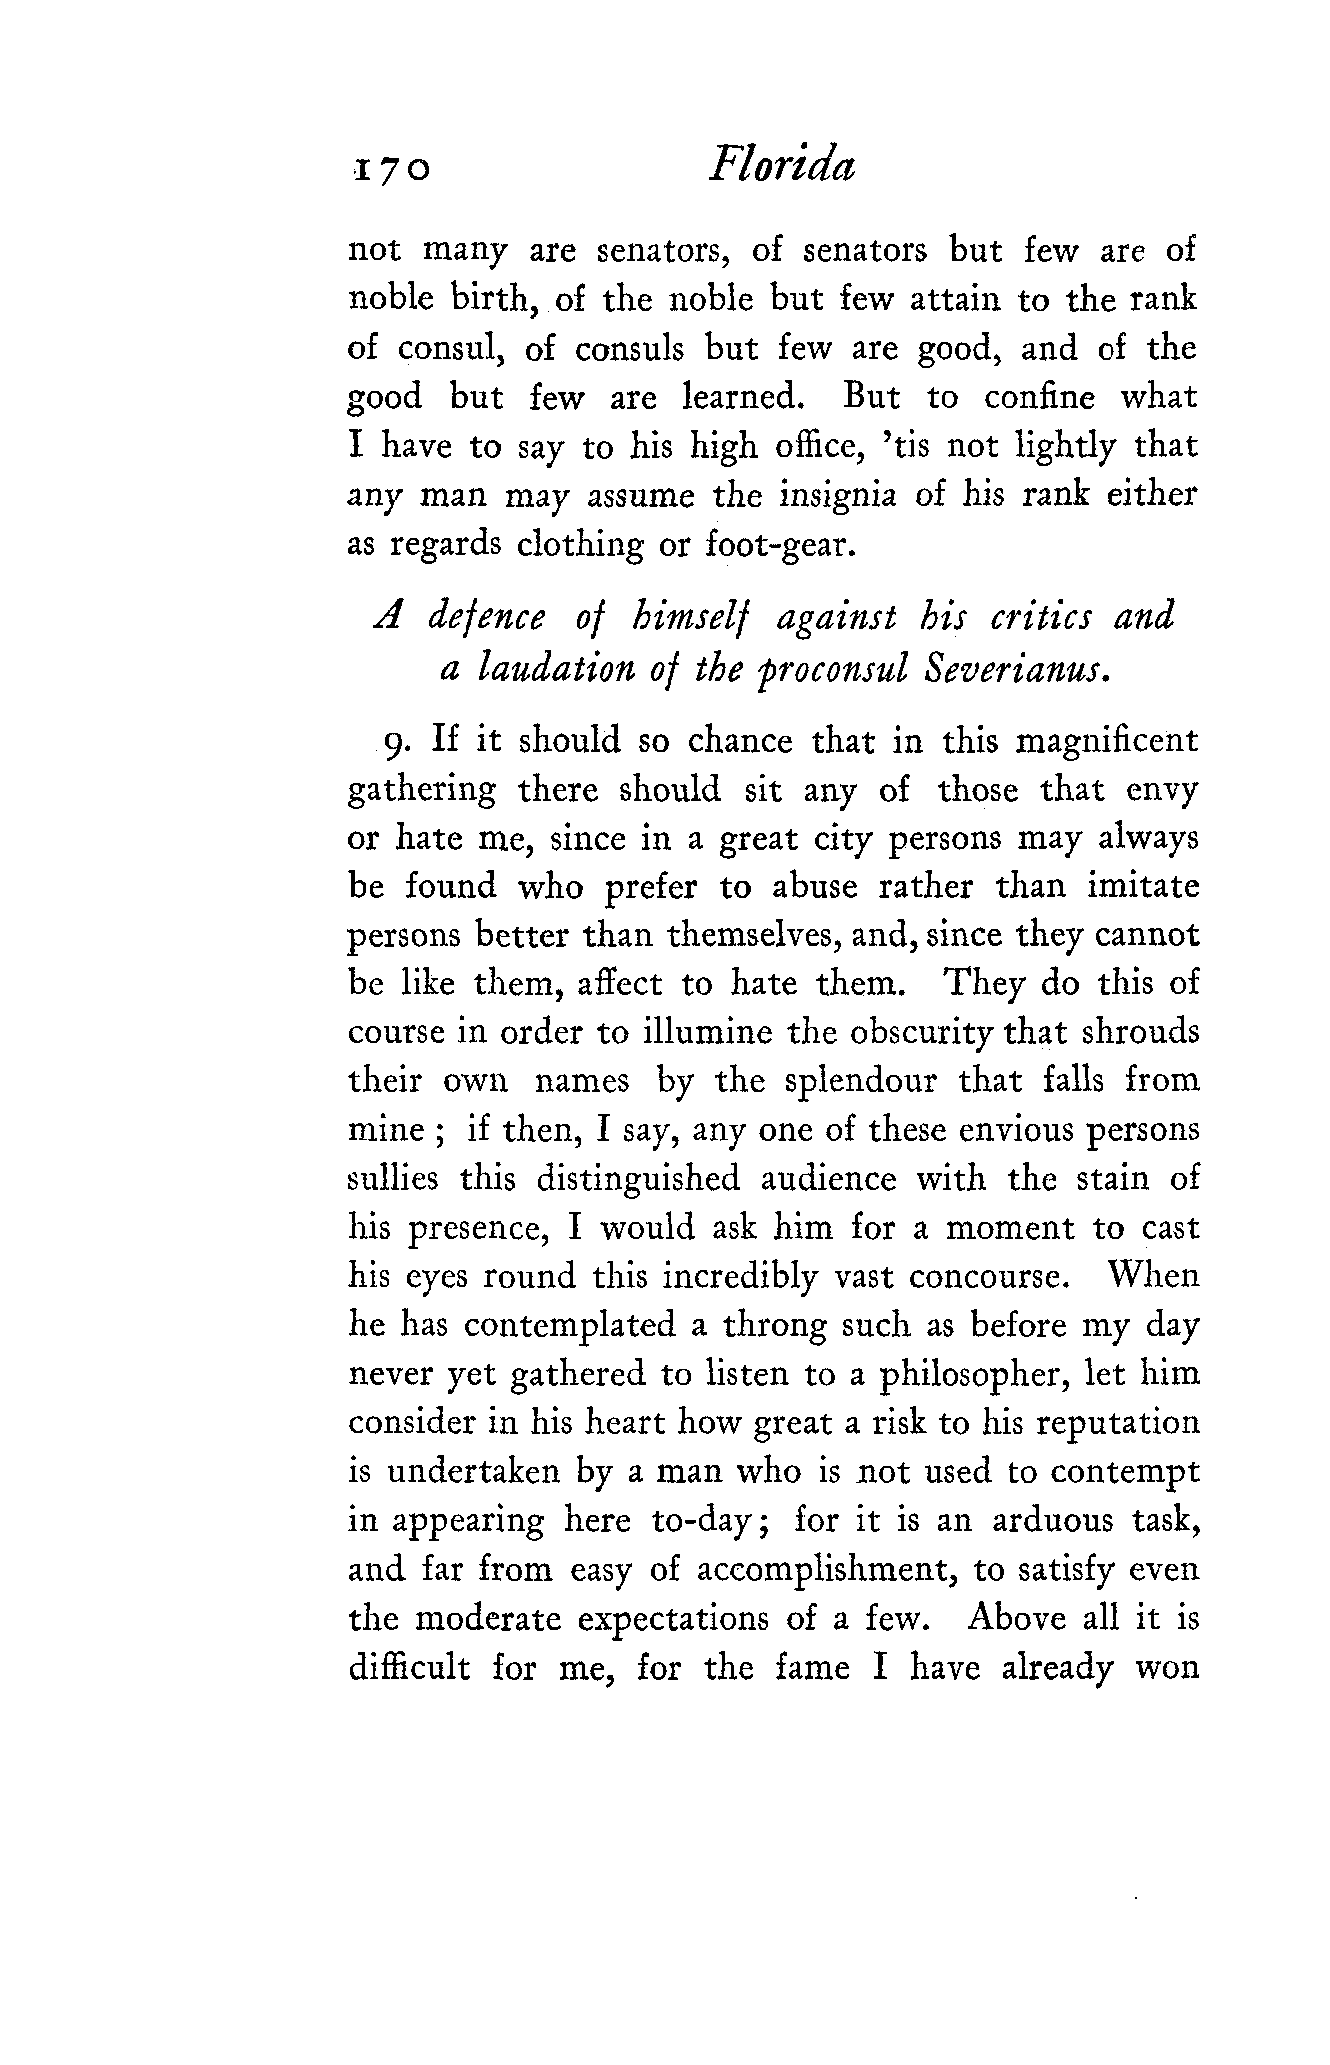 170 Florida
not many are senators, of senators but few are of
noble birth, of the noble but few attain to the rank
of consul, of consuls but few are good, and of the
good but few are learned. But to confine what
I have to say to his high office, 'tis not lightly that
any man may assume the insignia of his rank either
as regards clothing or foot-gear.
A defence of himself against his critics and
a laudation of the proconsul Severianus.
9. If it should so chance that in this magnificent
gathering there should sit any of those that envy
or hate me, since in a great city persons may always
be found who prefer to abuse rather than imitate
persons better than themselves, and, since they cannot
be like them, affect to hate them. They do this of
course in order to illumine the obscurity that shrouds
their own names by the splendour that falls from
mine ; if then, I say, any one of these envious persons
sullies this distinguished audience with the stain of
his presence, I would ask him for a moment to cast
his eyes round this incredibly vast concourse. When
he has contemplated a throng such as before my day
never yet gathered to listen to a philosopher, let him
consider in his heart how great a risk to his reputation
is undertaken by a man who is not used to contempt
in appearing here to-day; for it is an arduous task,
and far from easy of accomplishment, to satisfy even
the moderate expectations of a few. Above all it is
difficult for me, for the fame I have already won